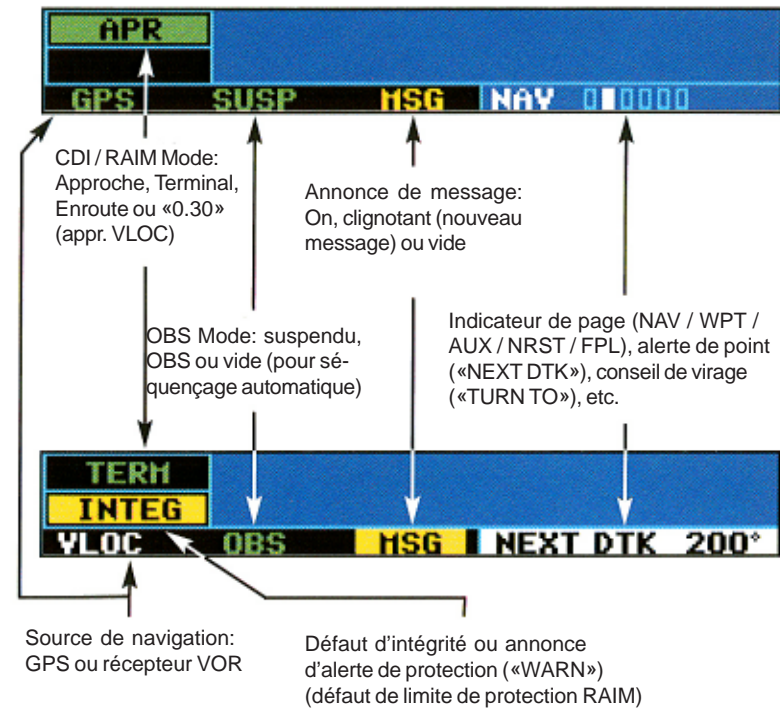 APR
GPS SUSP MSG NAV
CDI / RAIM Mode:
Approche, Terminal,
Enroute ou «0.30»
(appr. VLOC)
Annonce de message:
On, clignotant (nouveau
message) ou vide
OBS Mode: suspendu,
OBS ou vide (pour sé-
quençage automatique)
Indicateur de page (NAV / WPT /
AUX / NRST / FPL), alerte de point
(«NEXT DTK»), conseil de virage
(«TURN TO»), etc.
TERM
INTEG
VLOC OBS MSG NEXT DTK 200°
Source de navigation:
GPS ou récepteur VOR
Défaut d'intégrité ou annonce
d'alerte de protection («WARN»)
(défaut de limite de protection RAIM)